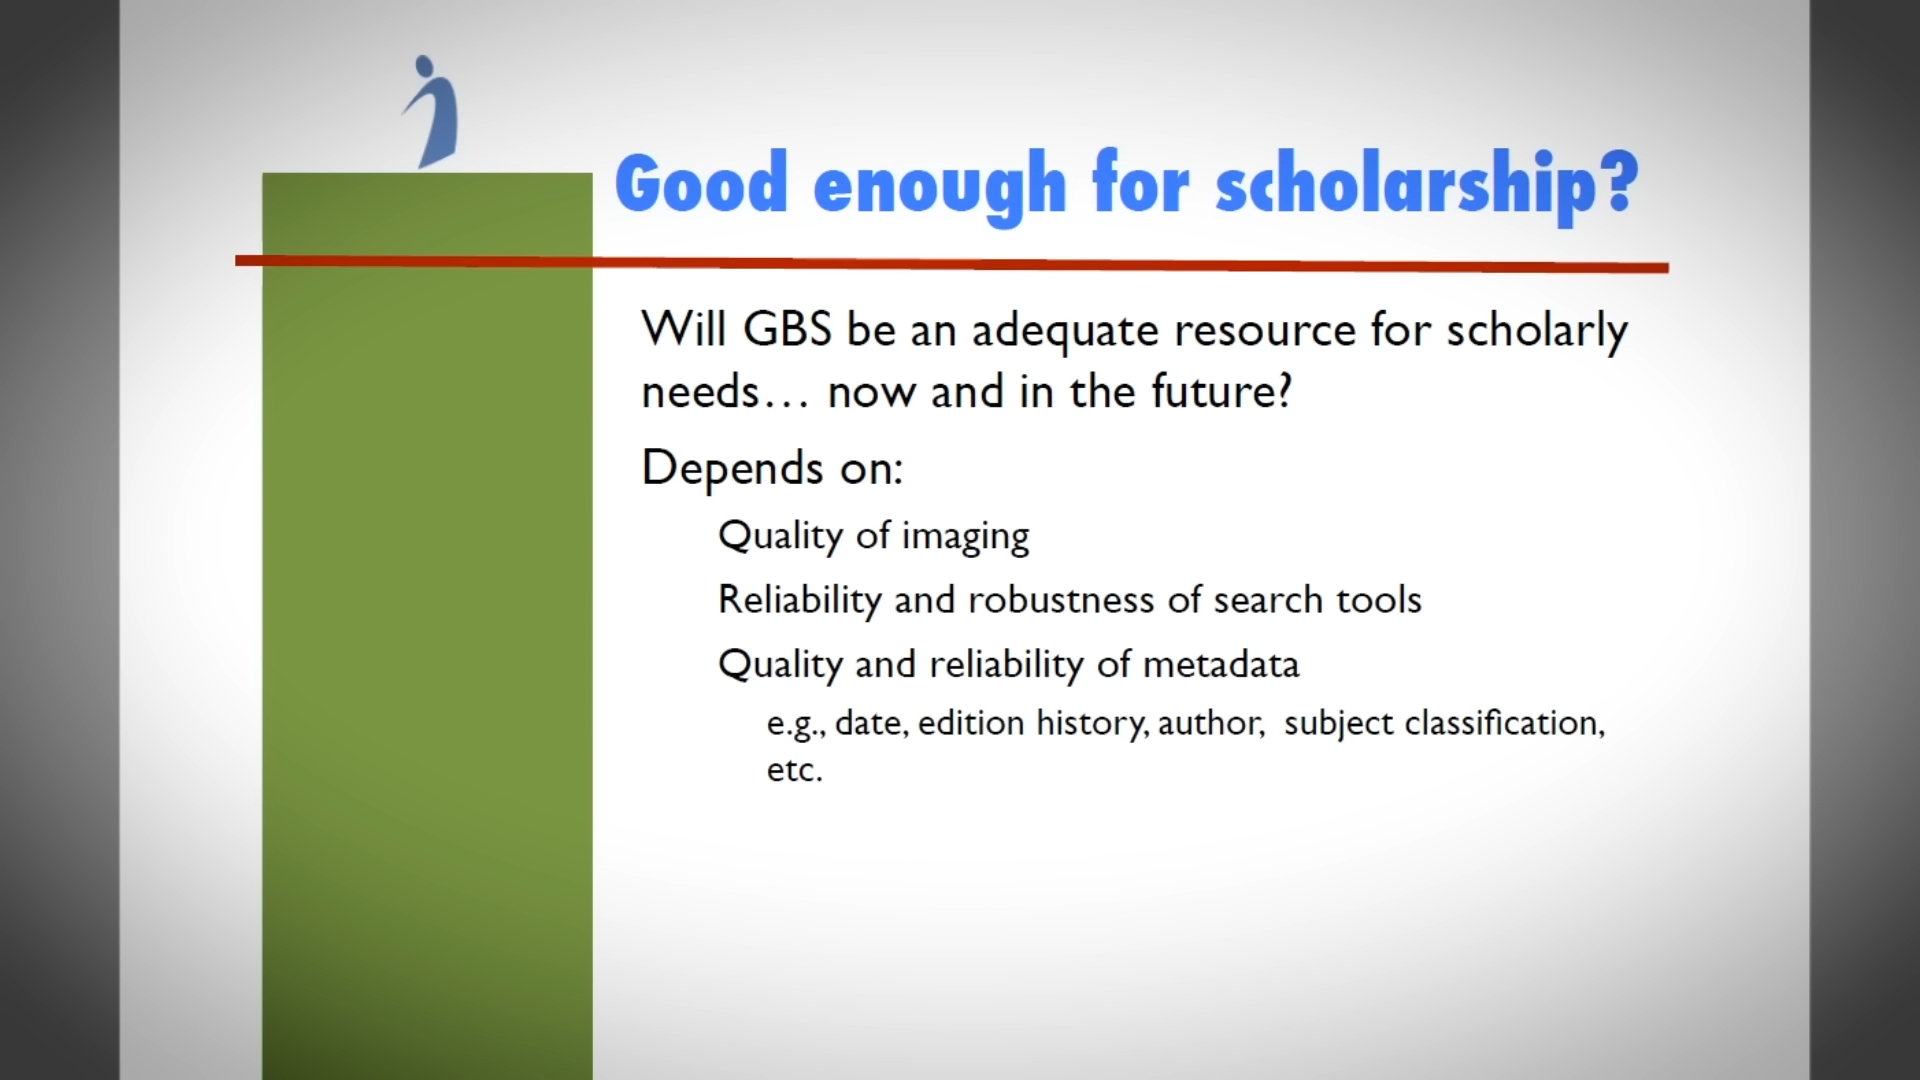 Good enough for scholarship?
Will GBS be an adequate resource for scholarly
needs… now and in the future?
Depends on:
Quality of imaging
Reliability and robustness of search tools
Quality and reliability of metadata
e.g., date, edition history, author,  subject classification,
etc.